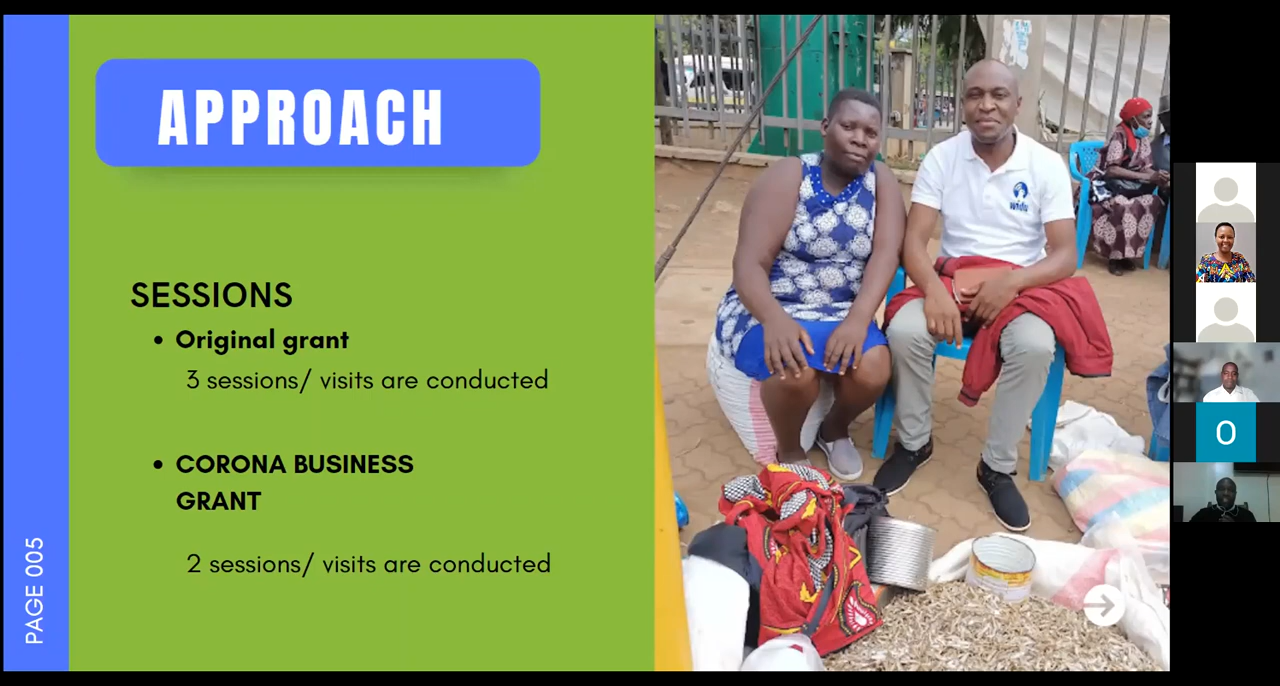 APPROACH
SESSIONS
• Original grant
3 sessions/ visits are conducted
• CORONA BUSINESS
GRANT
2 sessions/ visits are conducted
PAGE 005
widu
O